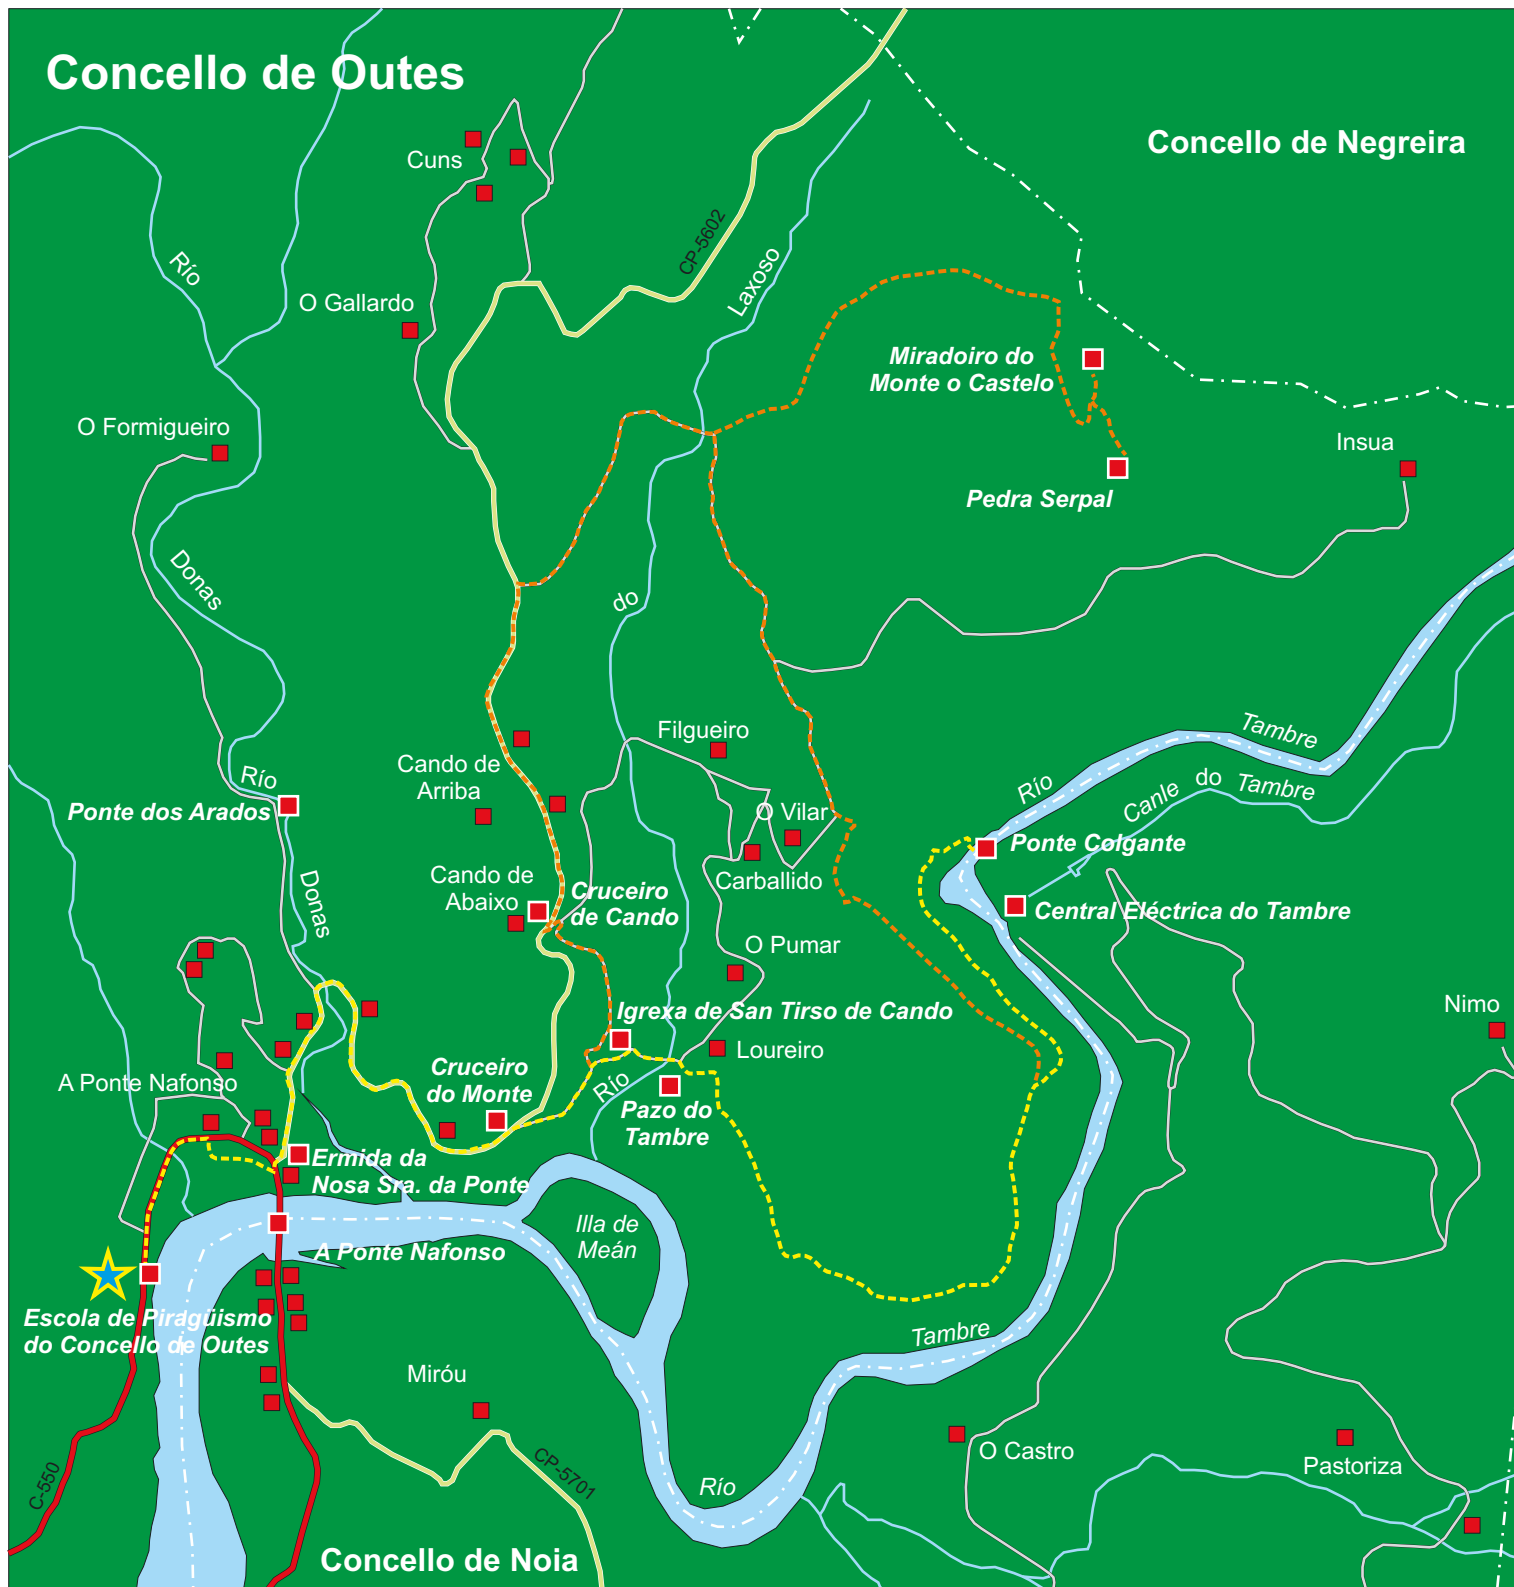 Concello de Outes
Concello de Negreira
Cuns
Río
CP-5602
Laxoso
O Gallardo
Miradoiro do
Monte o Castelo
O Formigueiro
Insua
Pedra Serpal
Donas
do
Filgueiro
Tambre
Cando de
Arriba
Río
Ponte dos Arados
Río
Canle
do
Tambre
O Vilar
Ponte Colgante
Carballido
Cando de
Abaixo
Cruceiro
de Cando
Donas
Central Eléctrica do Tambre
O Pumar
Igrexa de San Tirso de Cando
Nimo
Loureiro
Cruceiro
do Monte
A Ponte Nafonso
Río
Pazo do
Tambre
Ermida da
Nosa Sra. da Ponte
Illa de
Meán
A Ponte Nafonso
Escola de Piragüismo
do Concello de Outes
Tambre
Miróu
O Castro
Pastoriza
C-550
CP-5701
Río
Concello de Noia